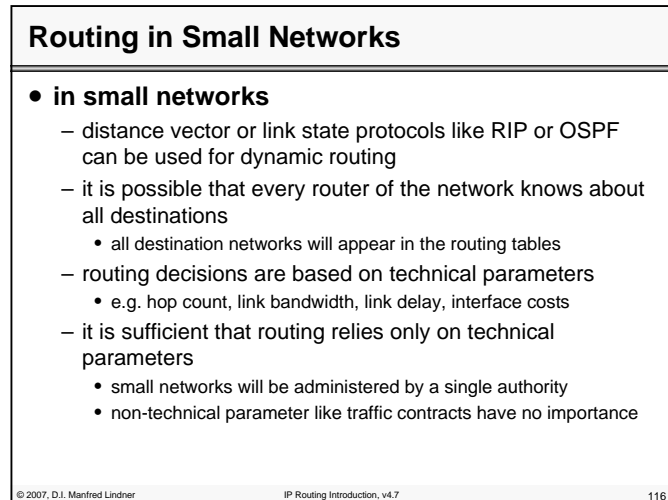 Routing in Small Networks
• in small networks
– distance vector or link state protocols like RIP or OSPF
can be used for dynamic routing
– it is possible that every router of the network knows about
all destinations
• all destination networks will appear in the routing tables
– routing decisions are based on technical parameters
• e.g. hop count, link bandwidth, link delay, interface costs
– it is sufficient that routing relies only on technical
parameters
• small networks will be administered by a single authority
• non-technical parameter like traffic contracts have no importance
© 2007, D.I. Manfred Lindner IP Routing Introduction, v4.7 116